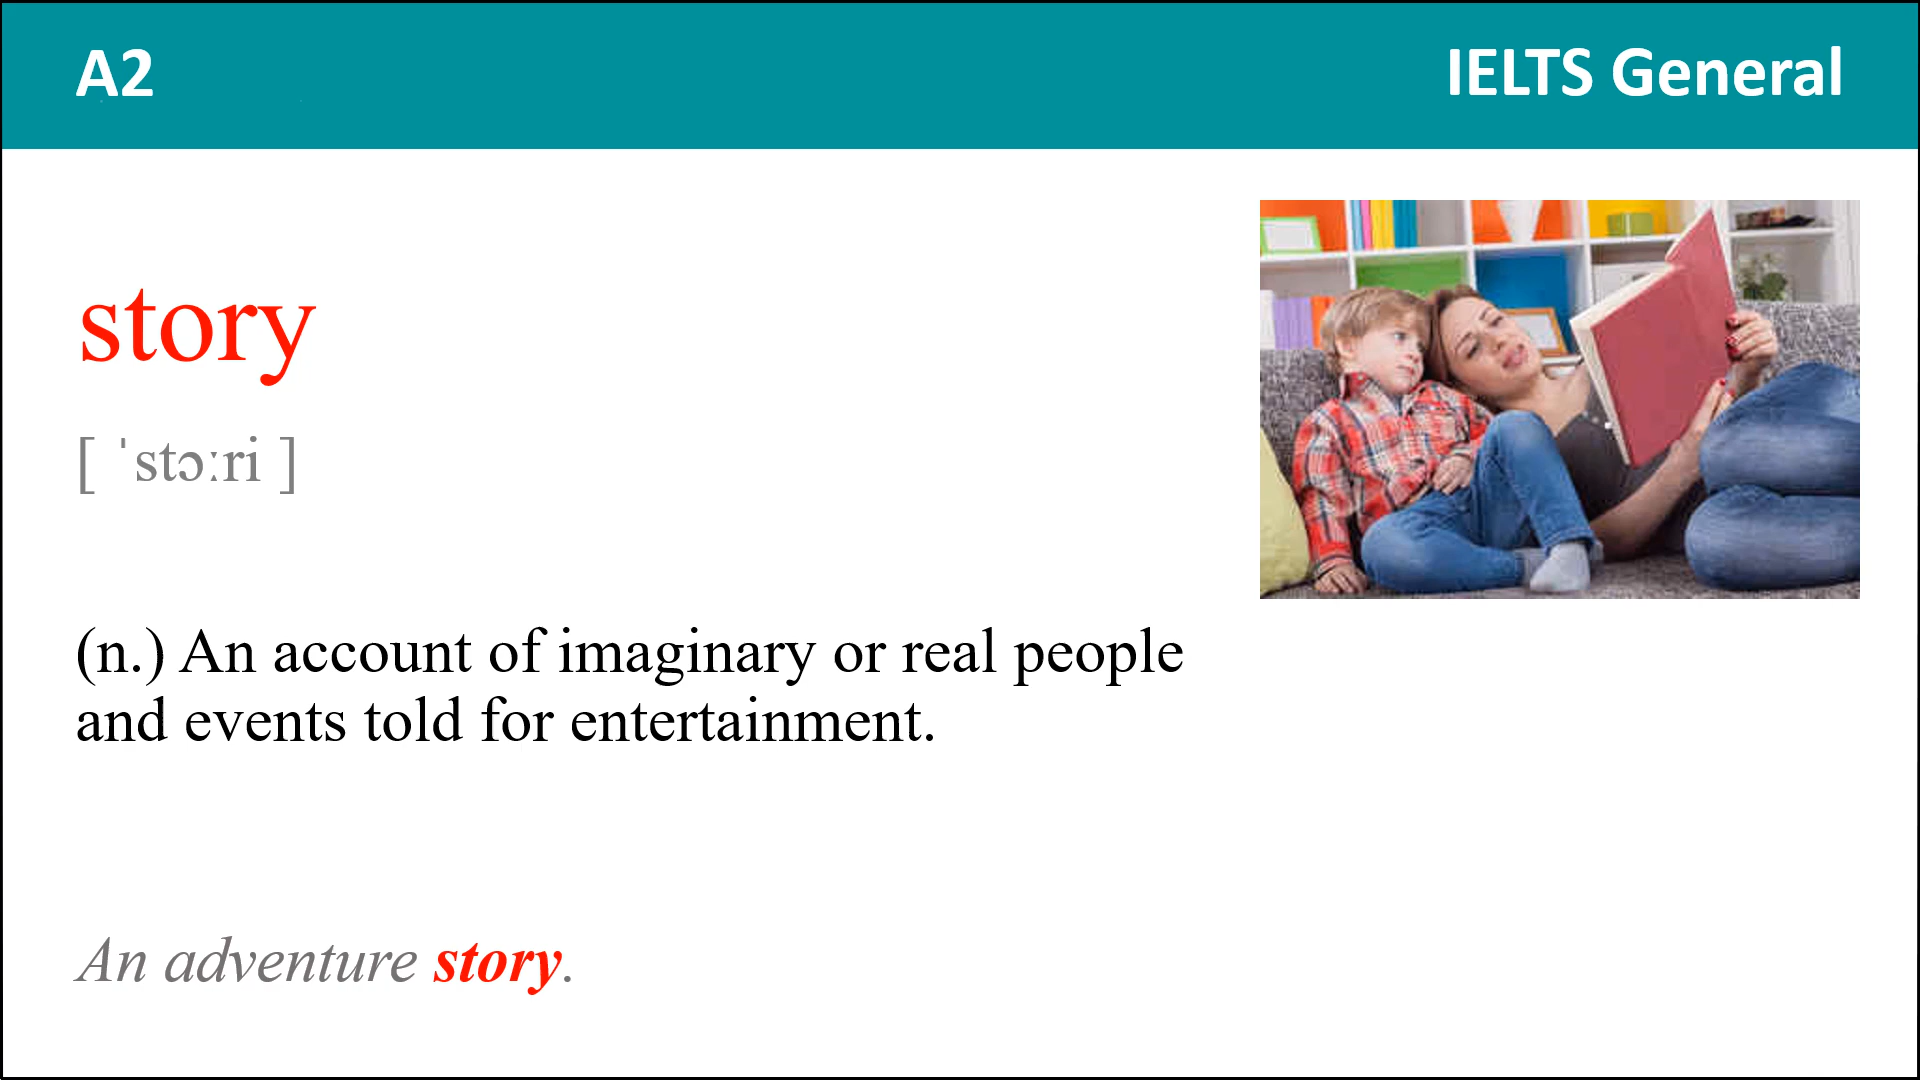 A2
IELTS General
story
[ ˈstɔːri ]
(n.) An account of imaginary or real people
and events told for entertainment.
An adventure story.